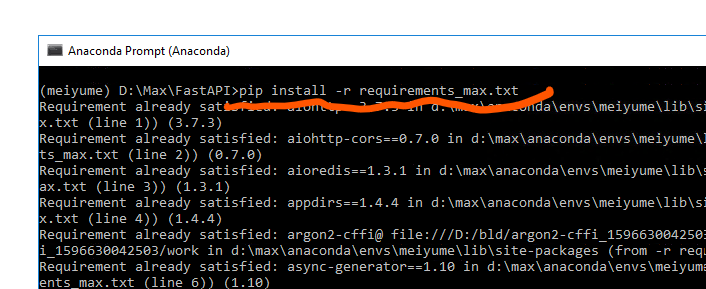 Anaconda Prompt (Anaconda)
(meiyume) D:\Max\FastAPI>pip install -r requirements_max.txt
Requirement already satisfied: aiohttp==3.7.3 in d:\max\anaconda\envs\meiyume\lib\si
x.txt (line 1)) (3.7.3)
Requirement already satisfied: aiohttp-cors==0.7.0 in d:\max\anaconda\envs\meiyume\l
ts_max.txt (line 2)) (0.7.0)
Requirement already satisfied: aioredis==1.3.1 in d:\max\anaconda\envs\meiyume\lib\s
ax.txt (line 3)) (1.3.1)
Requirement already satisfied: appdirs==1.4.4 in d:\max\anaconda\envs\meiyume\lib\si
x.txt (line 4)) (1.4.4)
Requirement already satisfied: argon2-cffi@ file:///D:/bld/argon2-cffi_1596630042503
i_1596630042503/work in d:\max\anaconda\envs\meiyume\lib\site-packages (from -r requ
Requirement already satisfied: async-generator==1.10 in d:\max\anaconda\envs\meiyume
ents_max.txt (line 6)) (1.10)